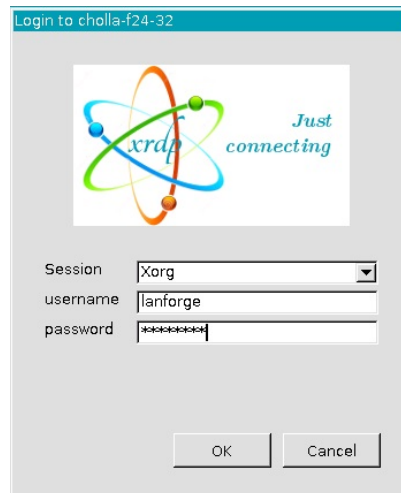 Login to cholla-f24-32
Just
xrdp connecting
Session Xorg
username lanforge
password ********
OK Cancel